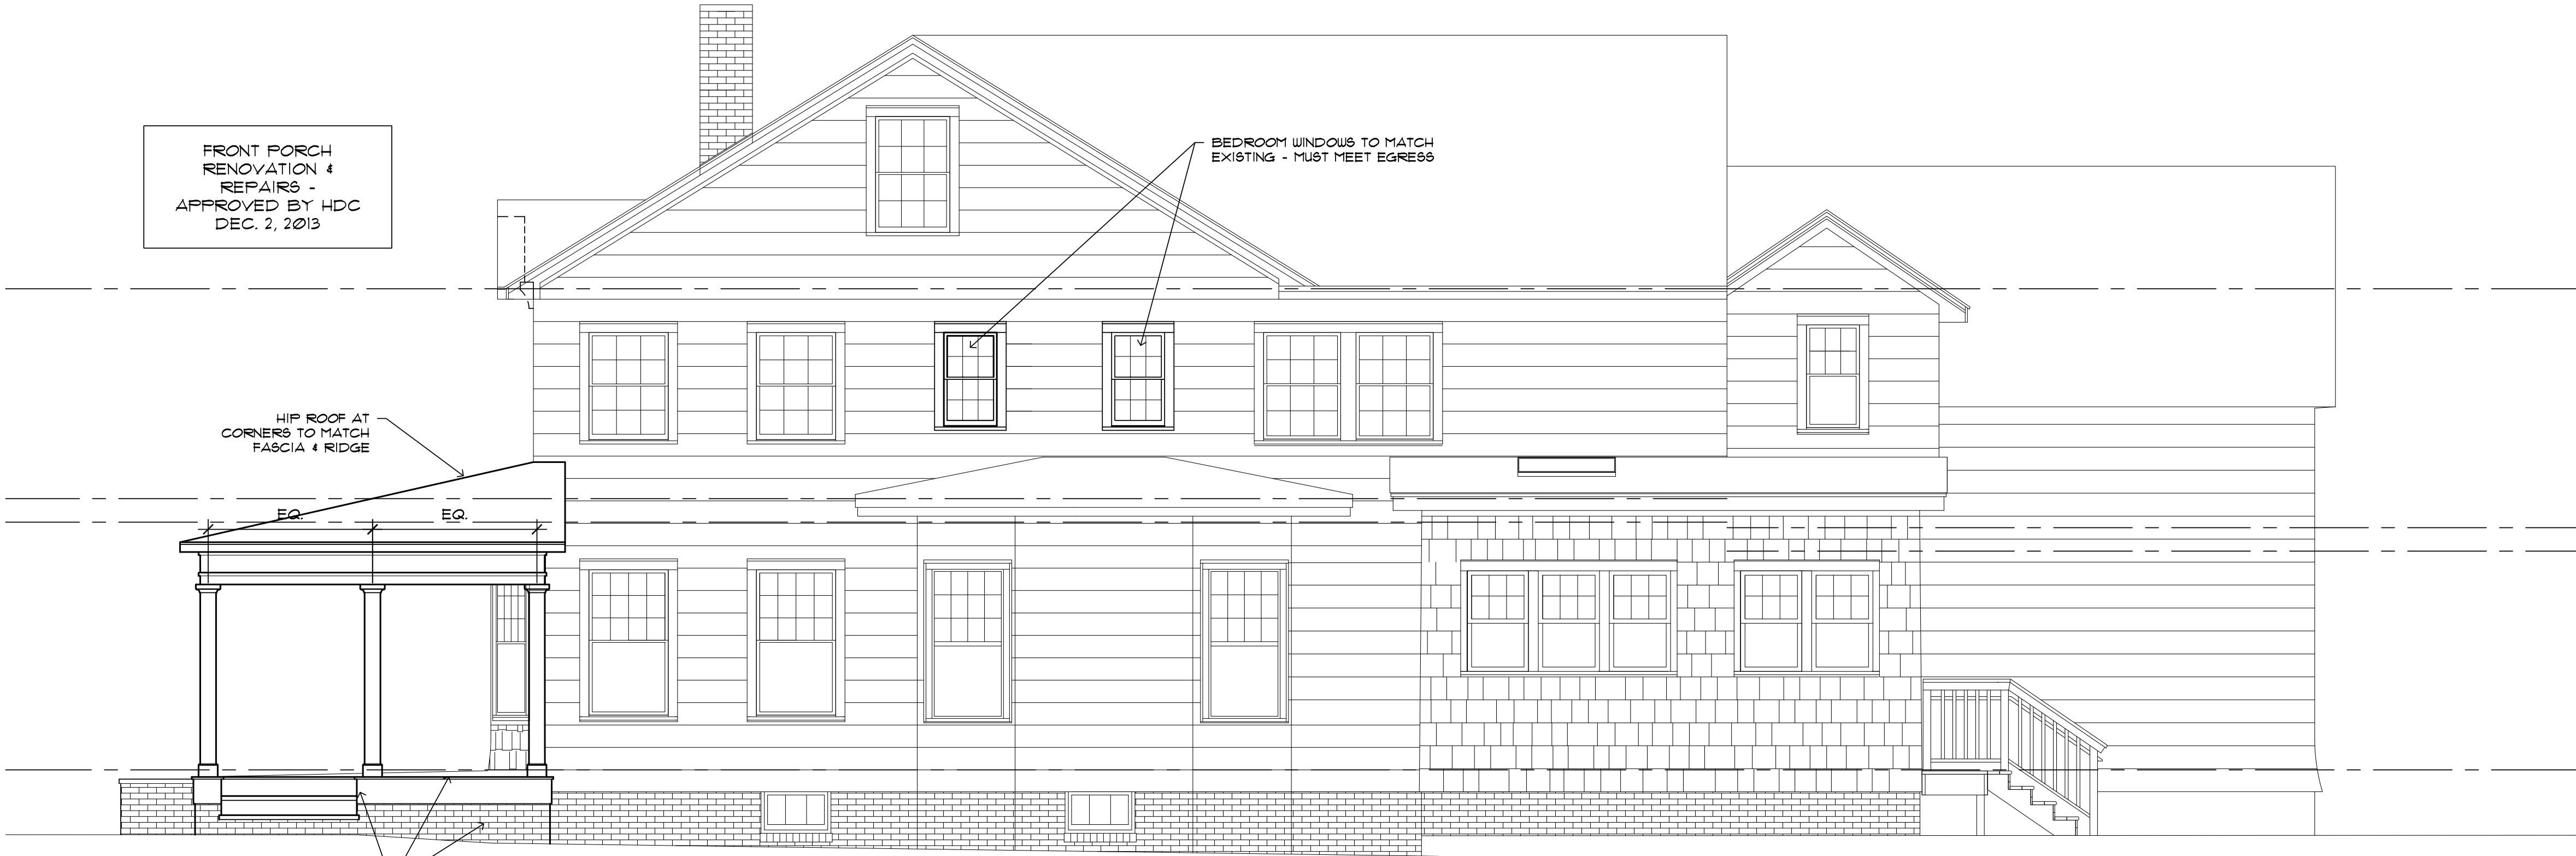 FRONT PORCH
RENOVATION &
REPAIRS -
APPROVED BY HDC
DEC. 2, 2013
BEDROOM WINDOWS TO MATCH
EXISTING - MUST MEET EGRESS
HIP ROOF AT
CORNERS TO MATCH
FASCIA & RIDGE
EQ.
EQ.